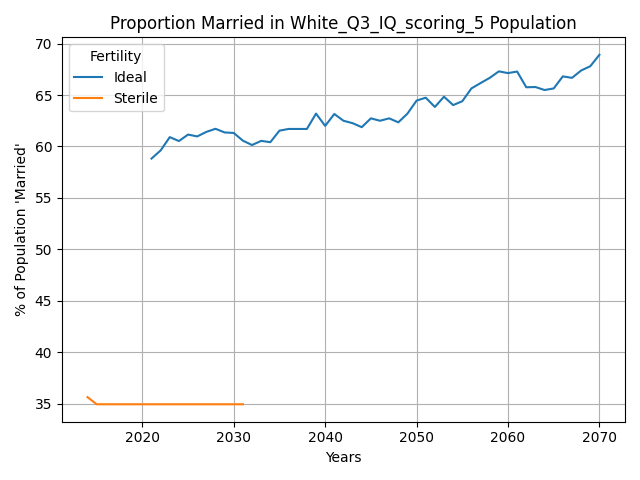 Proportion Married in White_Q3_IQ_scoring_5 Population
Fertility
Ideal
Sterile
% of Population 'Married'
70
65
60
55
50
45
40
35
2020 2030 2040 2050 2060 2070
Years